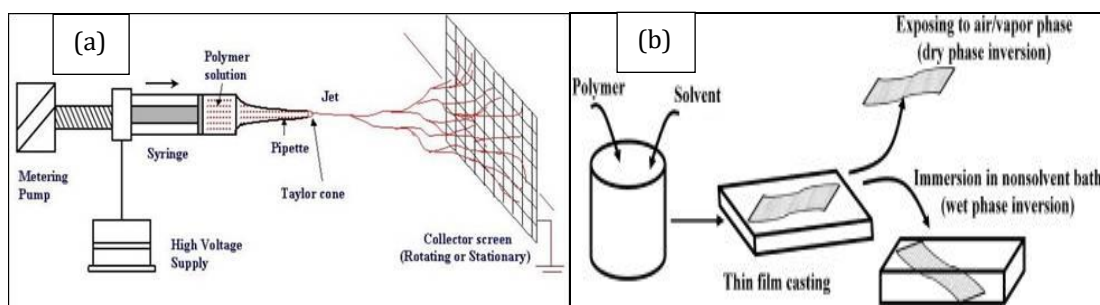 (a)
Polymer
solution
Jet
Syringe
Pipette
Metering
Pump
Taylor cone
High Voltage
Supply
Collector screen
(Rotating or Stationary)
(b)
Exposing to air/vapor phase
(dry phase inversion)
Polymer
Solvent
Immersion in nonsolvent bath
(wet phase inversion)
Thin film casting